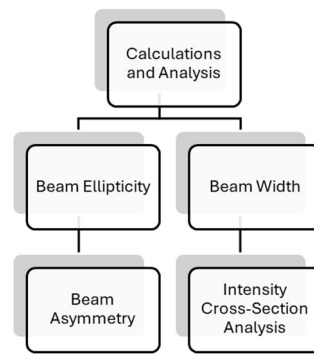 Calculations
and Analysis
Beam Ellipticity
Beam Width
Beam
Asymmetry
Intensity
Cross-Section
Analysis